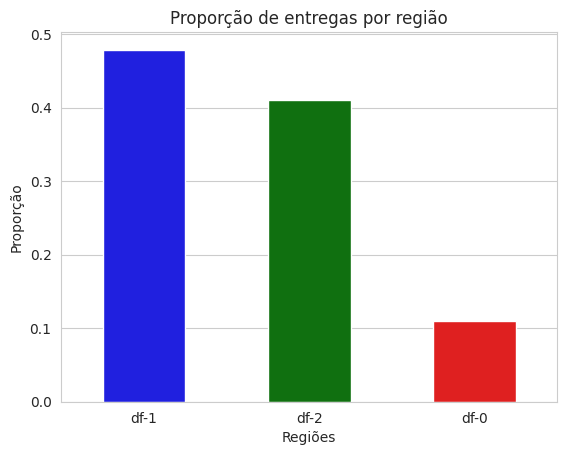 Proporção de entregas por região
0.5
0.4
0.3
0.2
0.1
0.0
Proporção
df-1 df-2 df-0
Regiões